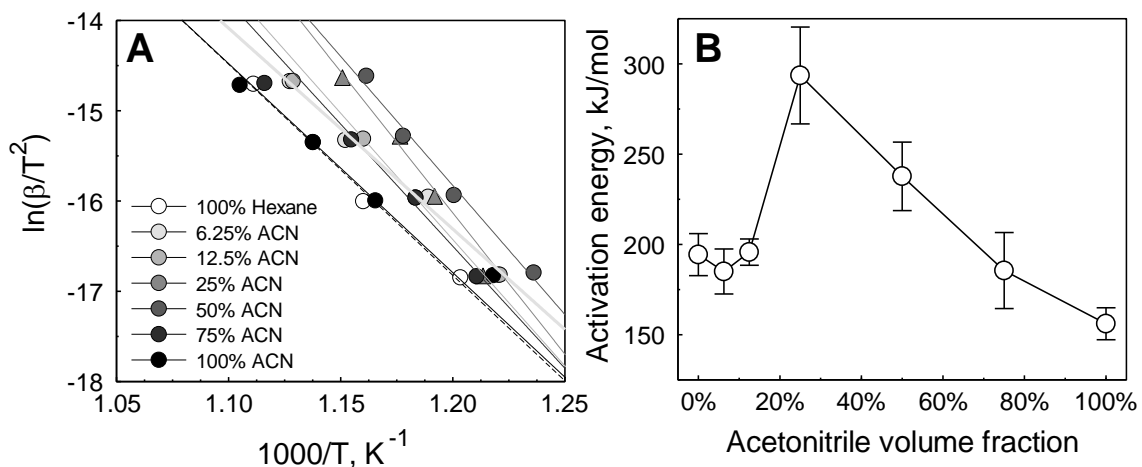 A
ln(β/T²)
-14
-15
-16
-17
-18
100% Hexane
6.25% ACN
12.5% ACN
25% ACN
50% ACN
75% ACN
100% ACN
1.05 1.10 1.15 1.20 1.25
1000/T, K⁻¹
B
Activation energy, kJ/mol
300
250
200
150
0% 20% 40% 60% 80% 100%
Acetonitrile volume fraction